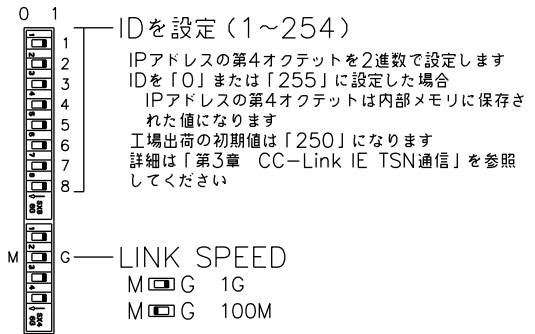 0 1
IDを設定(1~254)
1
2
3
4
5
6
7
8
IPアドレスの第4オクテットを2進数で設定します
IDを「0」または「255」に設定した場合
IPアドレスの第4オクテットは内部メモリに保存さ
れた値になります
工場出荷の初期値は「250」になります
詳細は「第3章 CC-Link IE TSN通信」を参照
してください
M G
LINK SPEED
M G 1G
M G 100M